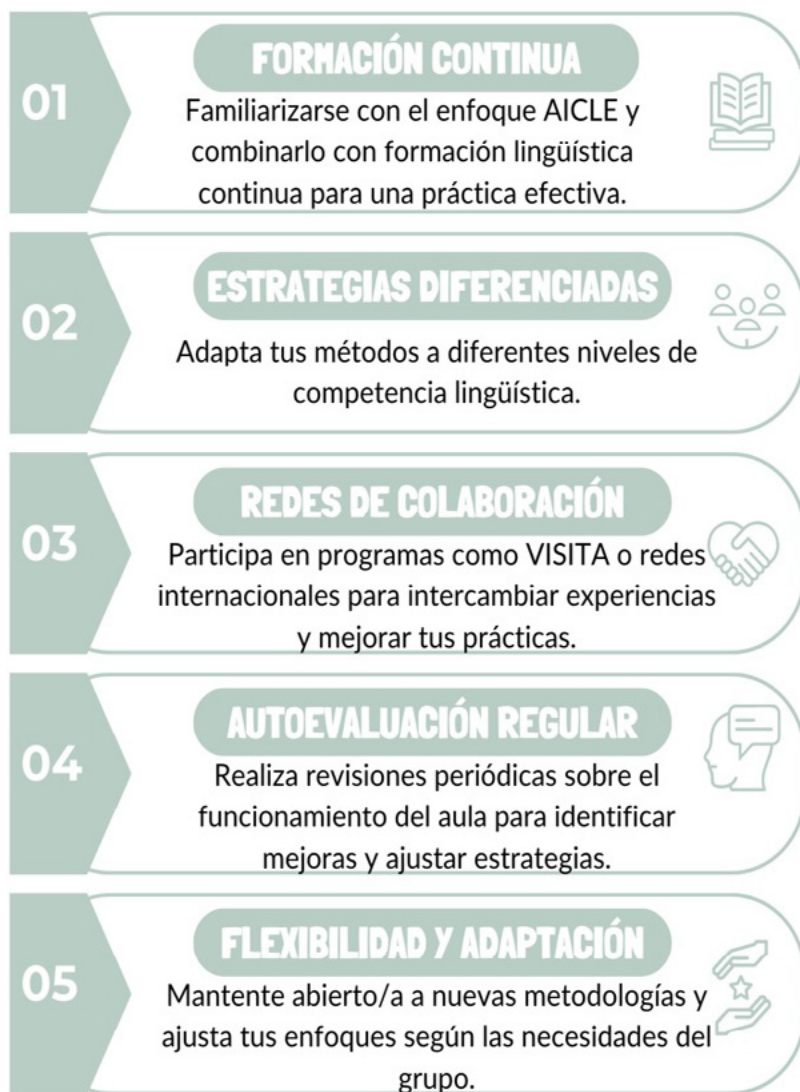 01
FORMACIÓN CONTINUA
Familiarizarse con el enfoque AICLE y
combinarlo con formación lingüística
continua para una práctica efectiva.
02
ESTRATEGIAS DIFERENCIADAS
Adapta tus métodos a diferentes niveles de
competencia lingüística.
03
REDES DE COLABORACIÓN
Participa en programas como VISITA o redes
internacionales para intercambiar experiencias
y mejorar tus prácticas.
04
AUTOEVALUACIÓN REGULAR
Realiza revisiones periódicas sobre el
funcionamiento del aula para identificar
mejoras y ajustar estrategias.
05
FLEXIBILIDAD Y ADAPTACIÓN
Mantente abierto/a a nuevas metodologías y
ajusta tus enfoques según las necesidades del
grupo.